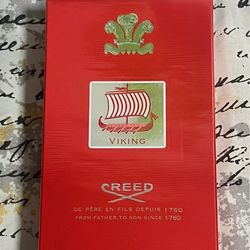 VIKING
CREED
DE PÈRE EN FILS DEPUIS 1760
FROM FATHER TO SON SINCE 1760